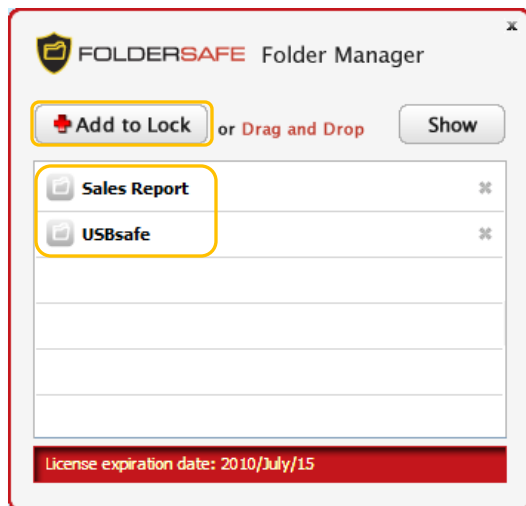 x
FOLDERSAFE Folder Manager
Add to Lock or Drag and Drop Show
Sales Report
USBsafe
License expiration date: 2010/July/15